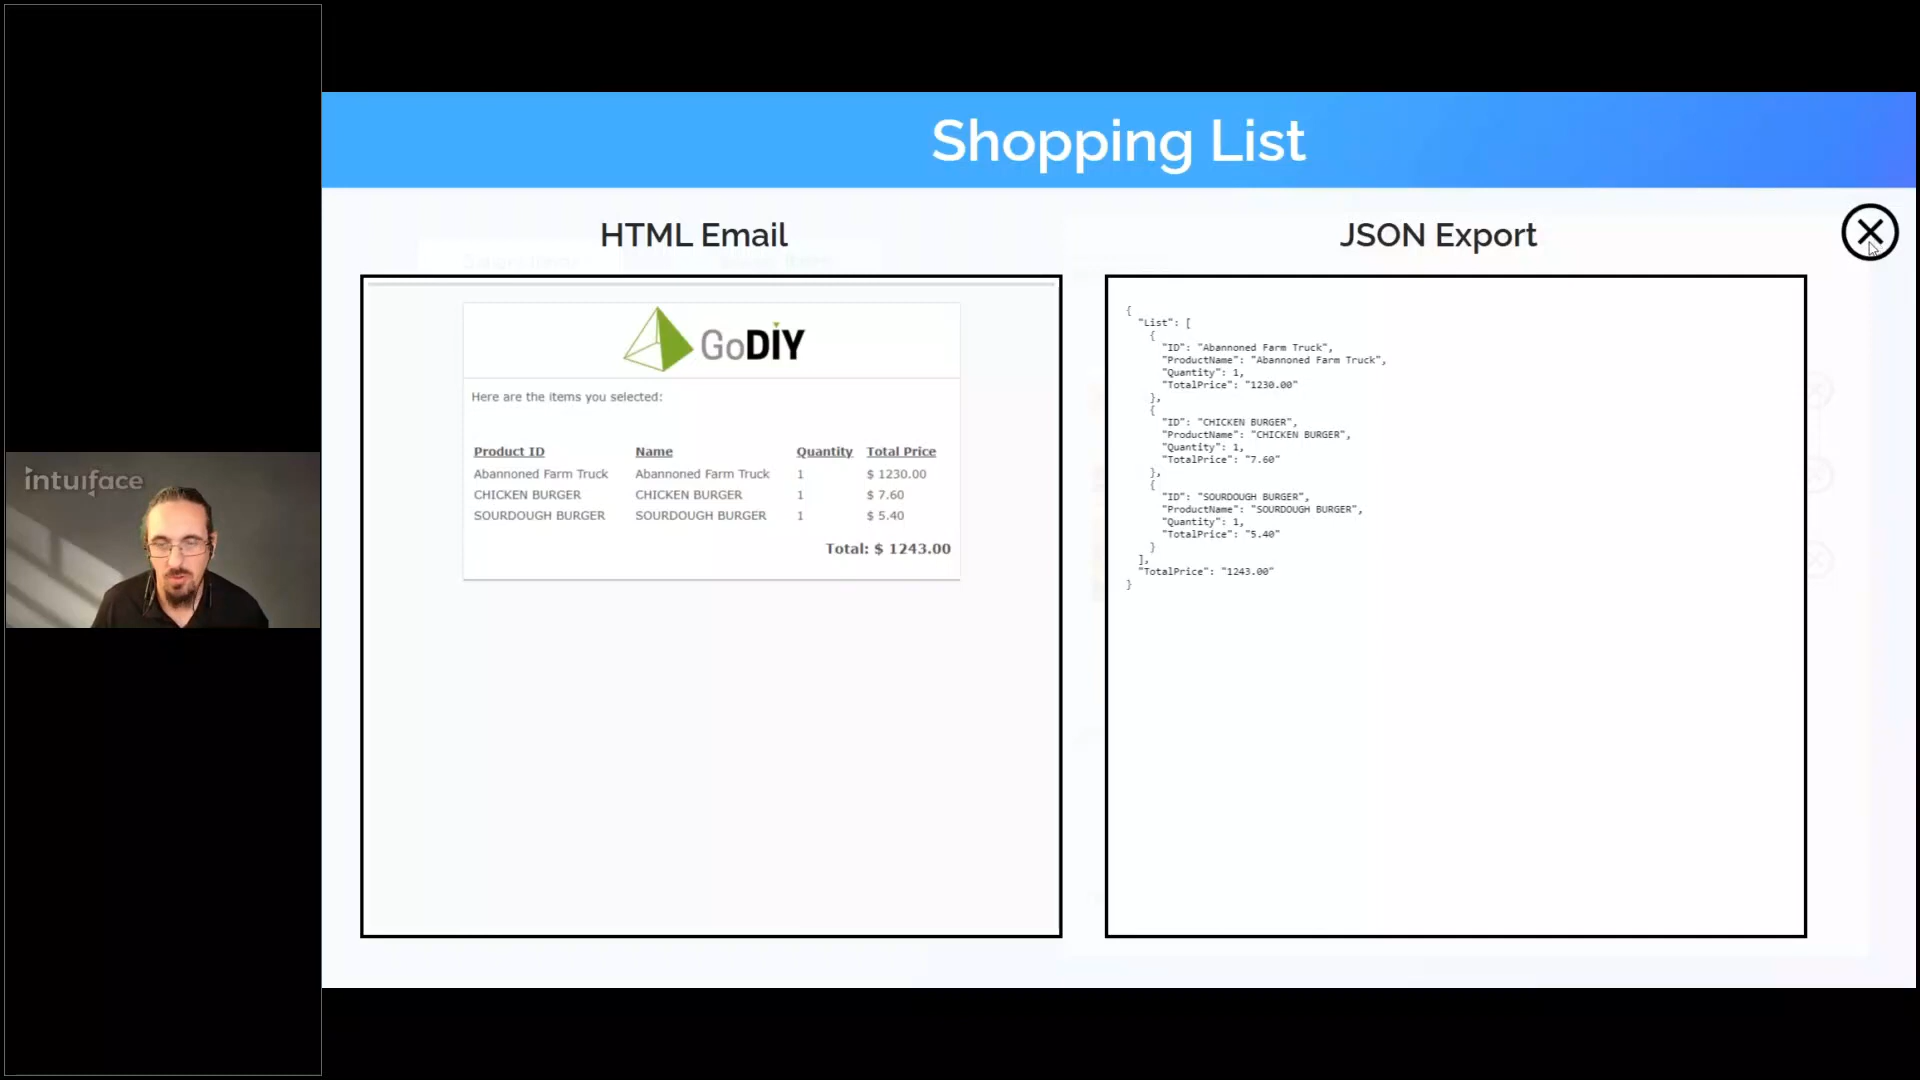 Shopping List
HTML Email
JSON Export
GoDIY
Here are the items you selected:
Product ID Name Quantity Total Price
Abannoned Farm Truck Abannoned Farm Truck 1 $ 1230.00
CHICKEN BURGER CHICKEN BURGER 1 $ 7.60
SOURDOUGH BURGER SOURDOUGH BURGER 1 $ 5.40
Total: $ 1243.00
{
"List": [
{
"ID": "Abannoned Farm Truck",
"ProductName": "Abannoned Farm Truck",
"Quantity": 1,
"TotalPrice": "1230.00"
},
{
"ID": "CHICKEN BURGER",
"ProductName": "CHICKEN BURGER",
"Quantity": 1,
"TotalPrice": "7.60"
},
{
"ID": "SOURDOUGH BURGER",
"ProductName": "SOURDOUGH BURGER",
"Quantity": 1,
"TotalPrice": "5.40"
}
],
"TotalPrice": "1243.00"
}
intuiface